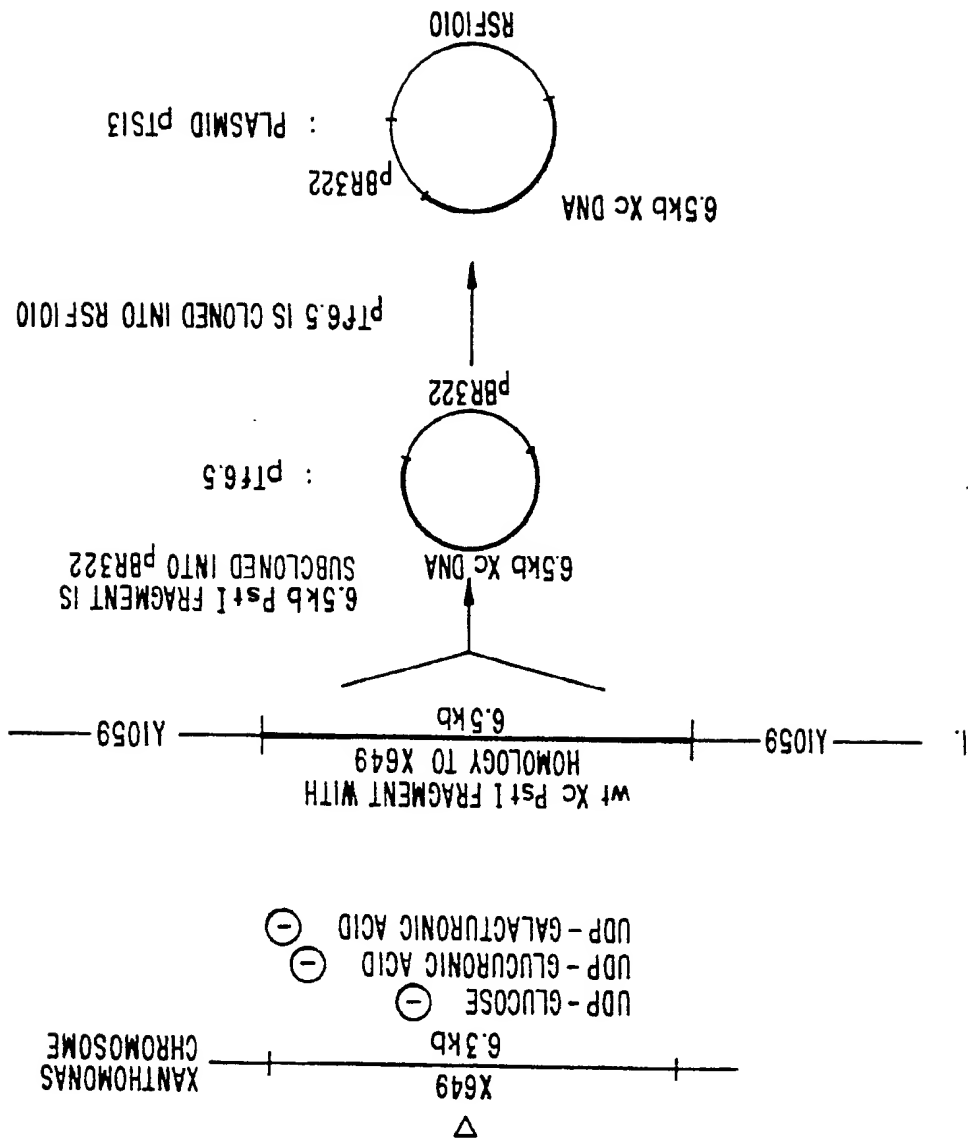 X649
XANTHOMONAS
CHROMOSOME
6.3kb
UDP-GLUCOSE ⊖
UDP-GLUCURONIC ACID ⊖
UDP-GALACTURONIC ACID ⊖
wt Xc PstI FRAGMENT WITH
HOMOLOGY TO X649
λ1059 6.5kb λ1059
6.5kb PstI FRAGMENT IS
SUBCLONED INTO pBR322
6.5kb Xc DNA
: pTf6.5
pBR322
pTf6.5 IS CLONED INTO RSF1010
6.5kb Xc DNA
pBR322
: PLASMID pTS13
RSF1010